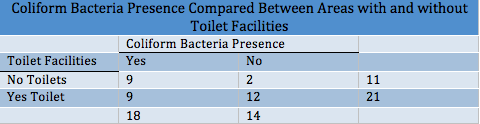 Coliform Bacteria Presence Compared Between Areas with and without
Toilet Facilities
Coliform Bacteria Presence
Toilet Facilities Yes No
No Toilets 9 2 11
Yes Toilet 9 12 21
18 14